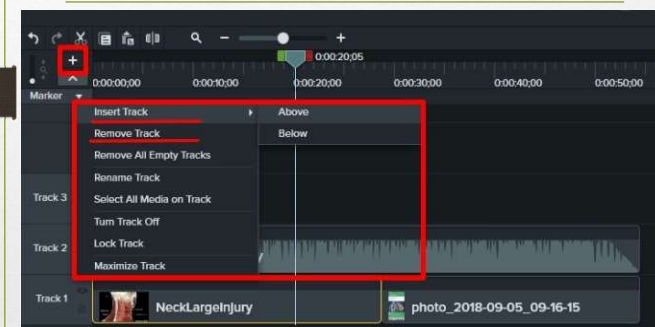 0:00:20;05
0:00:00;00 0:00:10;00 0:00:20;00 0:00:30;00 0:00:40;00 0:00:50;00
Marker
Insert Track Above
Remove Track Below
Remove All Empty Tracks
Rename Track
Track 3 Select All Media on Track
Turn Track Off
Track 2 Lock Track
Maximize Track
Track 1 NeckLargeInjury photo_2018-09-05_09-16-15